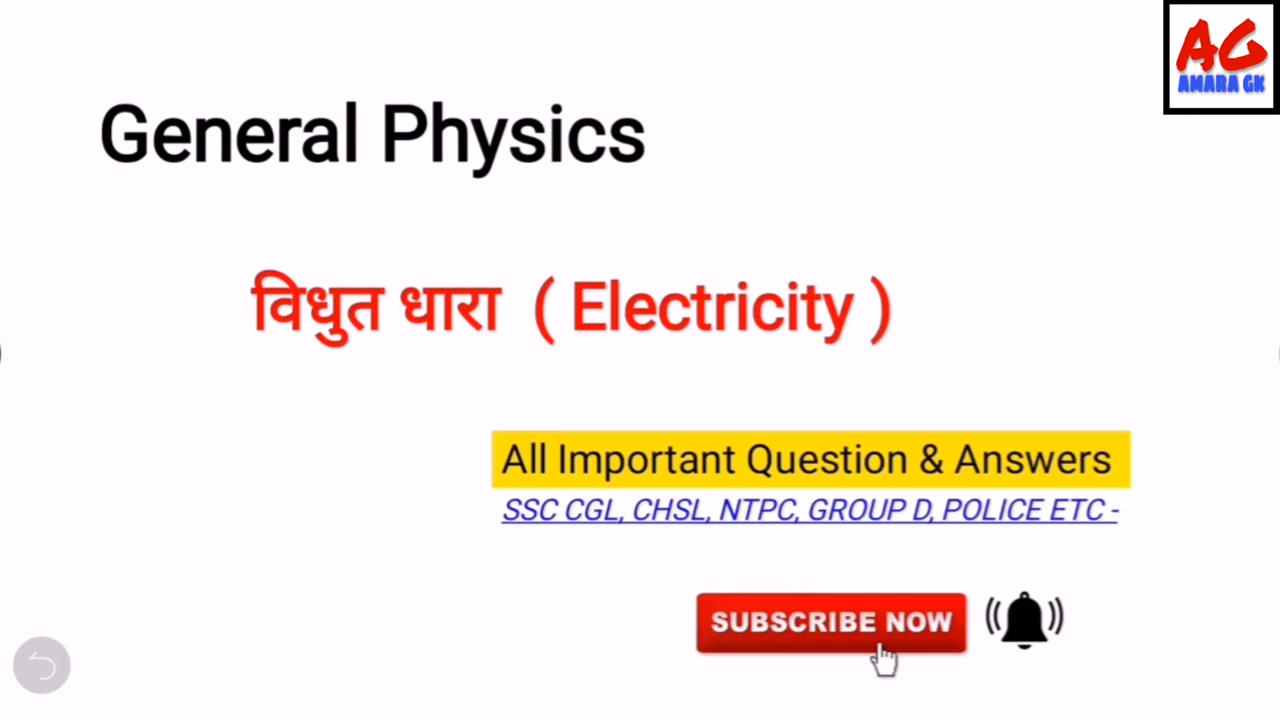 AG
AMARA GK
General Physics
विधुत धारा ( Electricity )
All Important Question & Answers
SSC CGL, CHSL, NTPC, GROUP D, POLICE ETC -
SUBSCRIBE NOW